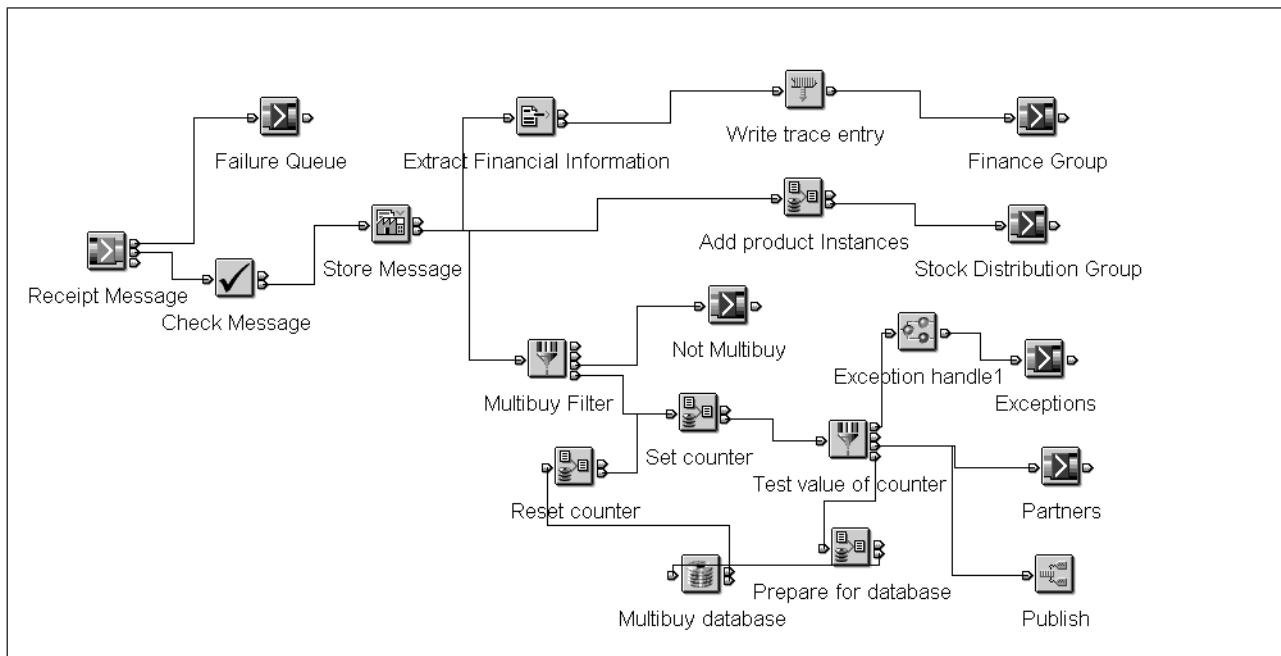 Write trace entry
Failure Queue
Extract Financial Information
Finance Group
Add product Instances
Store Message
Stock Distribution Group
Receipt Message
Check Message
Not Multibuy
Exception handle1
Multibuy Filter
Exceptions
Set counter
Test value of counter
Reset counter
Partners
Prepare for database
Multibuy database
Publish